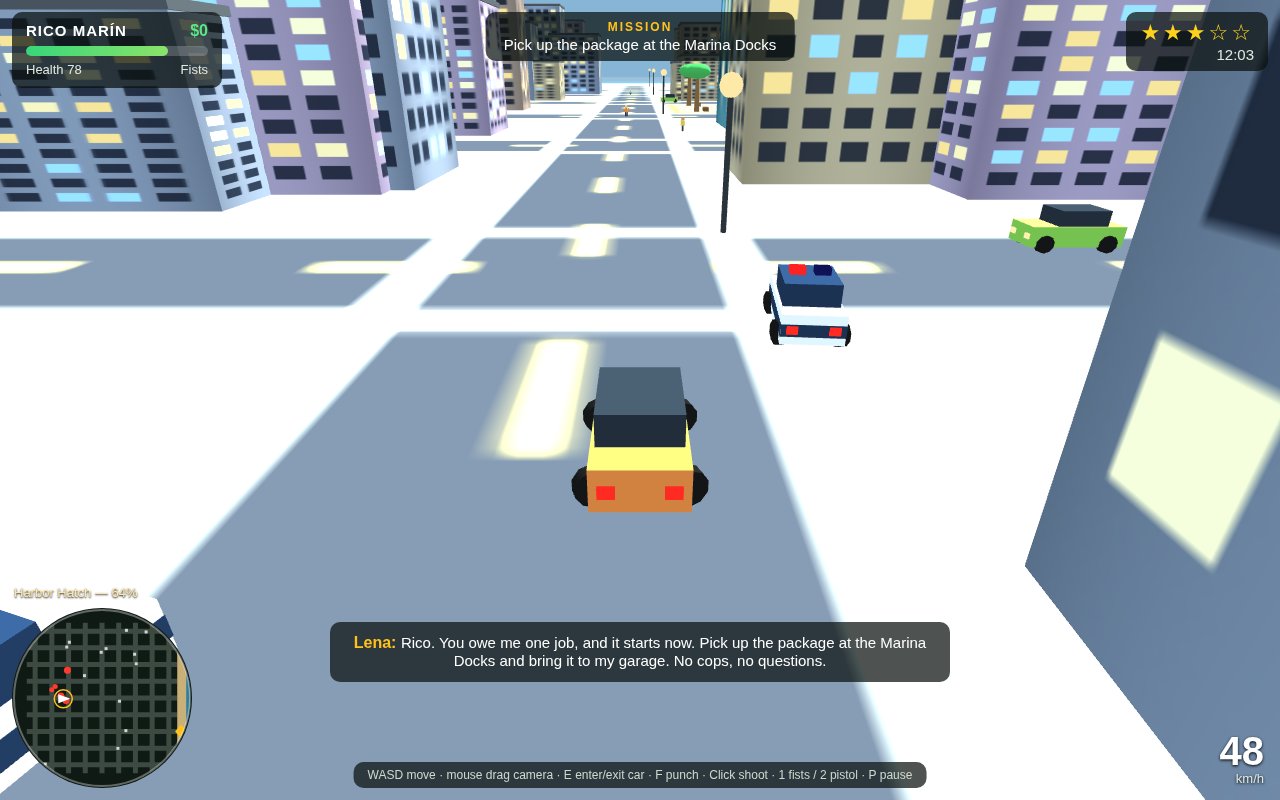 RICO MARÍN $0
Health 78 Fists
MISSION
Pick up the package at the Marina Docks
★★★☆☆
12:03
Harbor Hatch — 64%
Lena: Rico. You owe me one job, and it starts now. Pick up the package at the Marina
Docks and bring it to my garage. No cops, no questions.
WASD move · mouse drag camera · E enter/exit car · F punch · Click shoot · 1 fists / 2 pistol · P pause
48
km/h